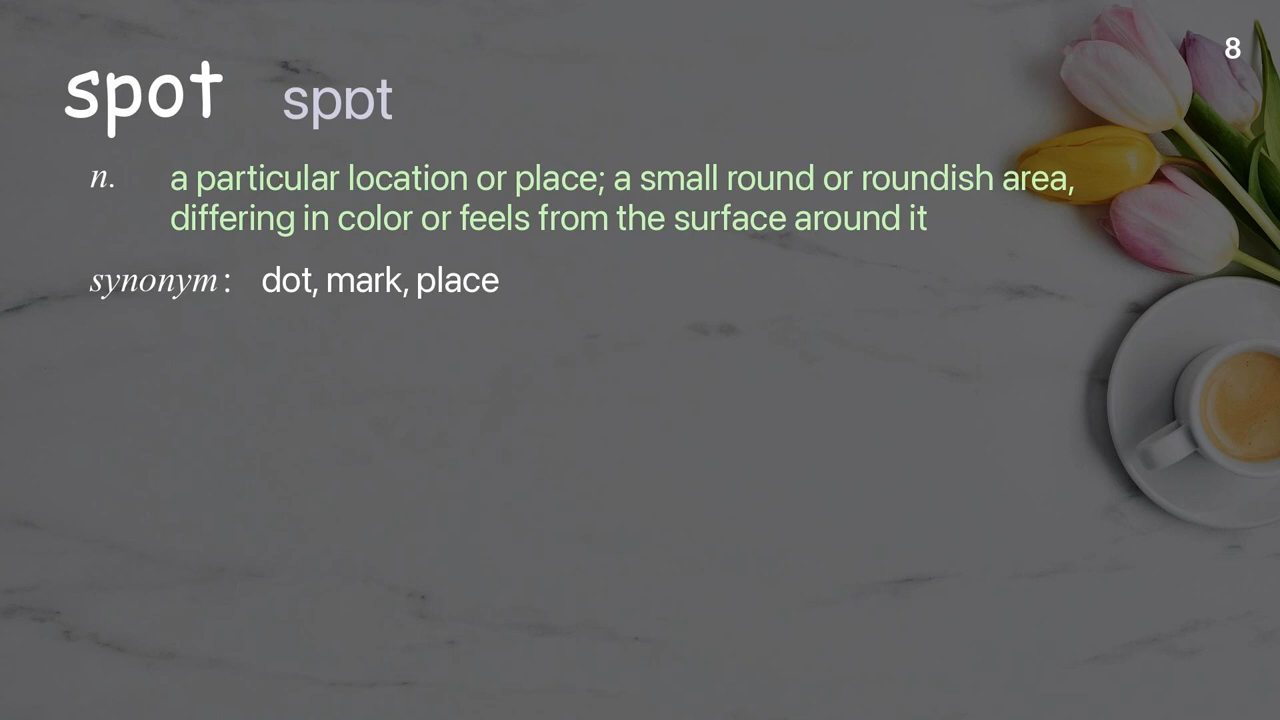 8
spot spɒt
n. a particular location or place; a small round or roundish area,
differing in color or feels from the surface around it
synonym: dot, mark, place